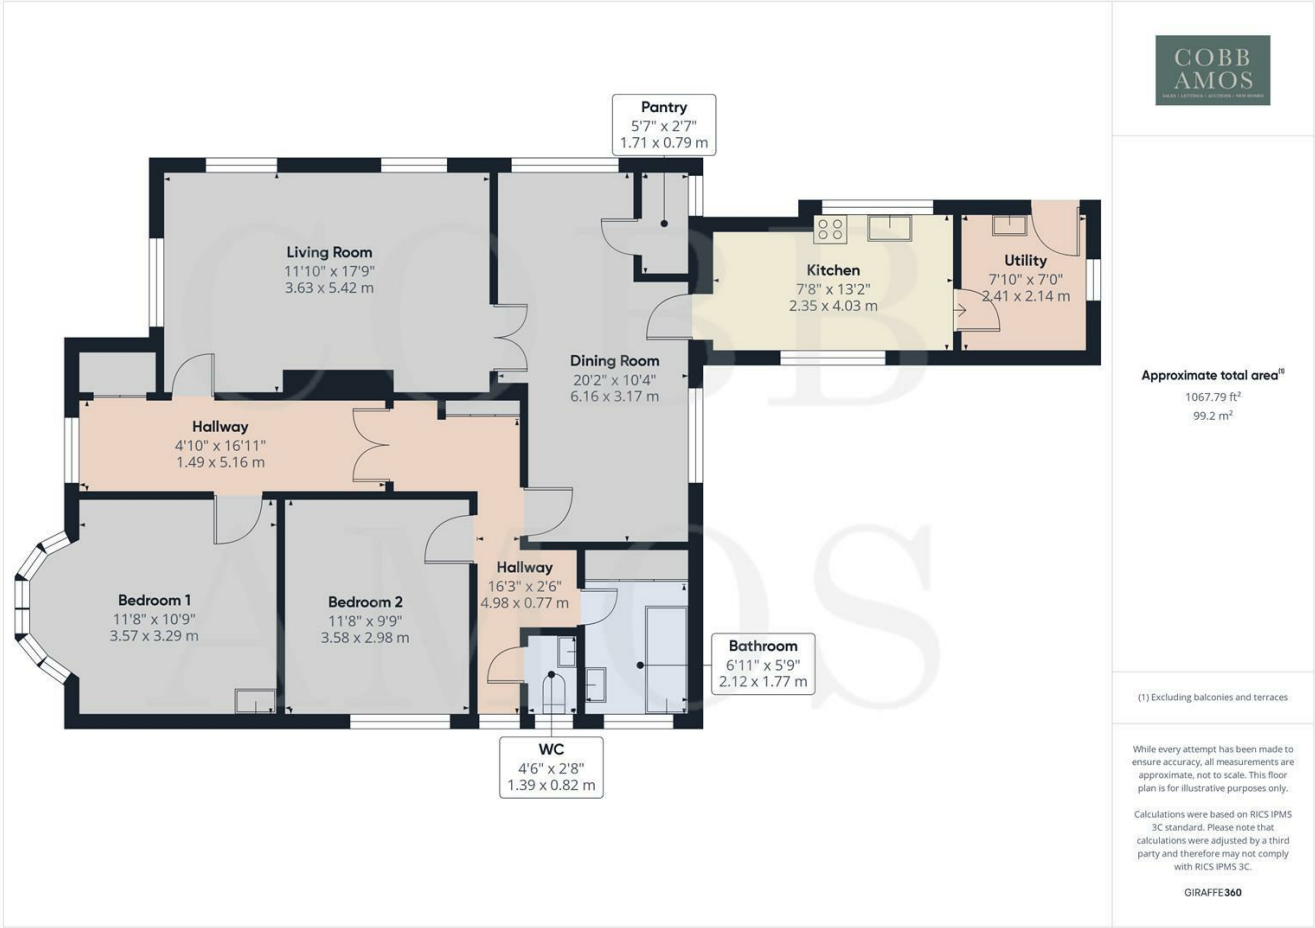 COBB
AMOS
SALES | LETTINGS | AUCTIONS | NEW HOMES
Pantry
5'7" x 2'7"
1.71 x 0.79 m
Living Room
11'10" x 17'9"
3.63 x 5.42 m
Kitchen
7'8" x 13'2"
2.35 x 4.03 m
Utility
7'10" x 7'0"
2.41 x 2.14 m
Dining Room
20'2" x 10'4"
6.16 x 3.17 m
Hallway
4'10" x 16'11"
1.49 x 5.16 m
Hallway
16'3" x 2'6"
4.98 x 0.77 m
Bedroom 1
11'8" x 10'9"
3.57 x 3.29 m
Bedroom 2
11'8" x 9'9"
3.58 x 2.98 m
Bathroom
6'11" x 5'9"
2.12 x 1.77 m
WC
4'6" x 2'8"
1.39 x 0.82 m
COBB
AMOS
Approximate total area(1)
1067.79 ft²
99.2 m²
(1) Excluding balconies and terraces
While every attempt has been made to
ensure accuracy, all measurements are
approximate, not to scale. This floor
plan is for illustrative purposes only.
Calculations were based on RICS IPMS
3C standard. Please note that
calculations were adjusted by a third
party and therefore may not comply
with RICS IPMS 3C.
GIRAFFE360